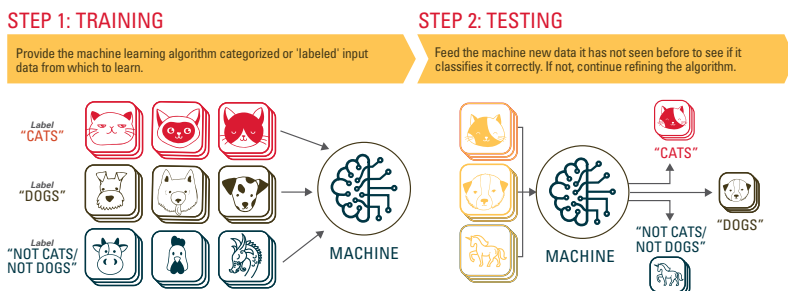 STEP 1: TRAINING
Provide the machine learning algorithm categorized or 'labeled' input
data from which to learn.
Label
"CATS"
Label
"DOGS"
Label
"NOT CATS/
NOT DOGS"
MACHINE
STEP 2: TESTING
Feed the machine new data it has not seen before to see if it
classifies it correctly. If not, continue refining the algorithm.
MACHINE
"CATS"
"DOGS"
"NOT CATS/
NOT DOGS"